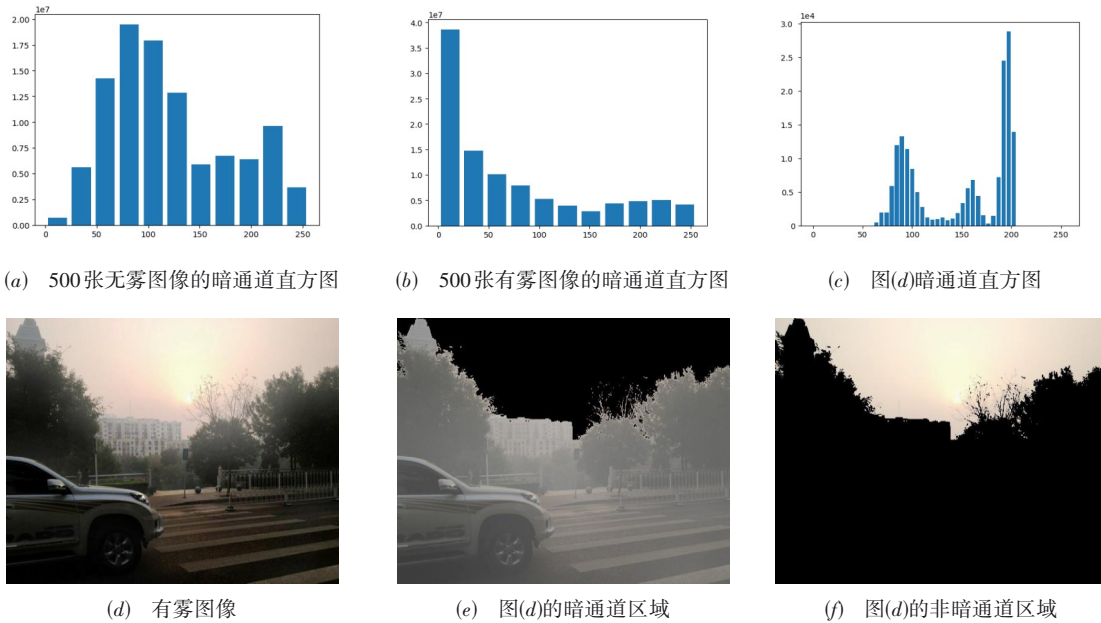 1e7
2.00
1.75
1.50
1.25
1.00
0.75
0.50
0.25
0.00
0 50 100 150 200 250
1e7
4.0
3.5
3.0
2.5
2.0
1.5
1.0
0.5
0.0
0 50 100 150 200 250
1e4
3.0
2.5
2.0
1.5
1.0
0.5
0
0 50 100 150 200 250
(a) 500张无雾图像的暗通道直方图
(b) 500张有雾图像的暗通道直方图
(c) 图(d)暗通道直方图
(d) 有雾图像
(e) 图(d)的暗通道区域
(f) 图(d)的非暗通道区域